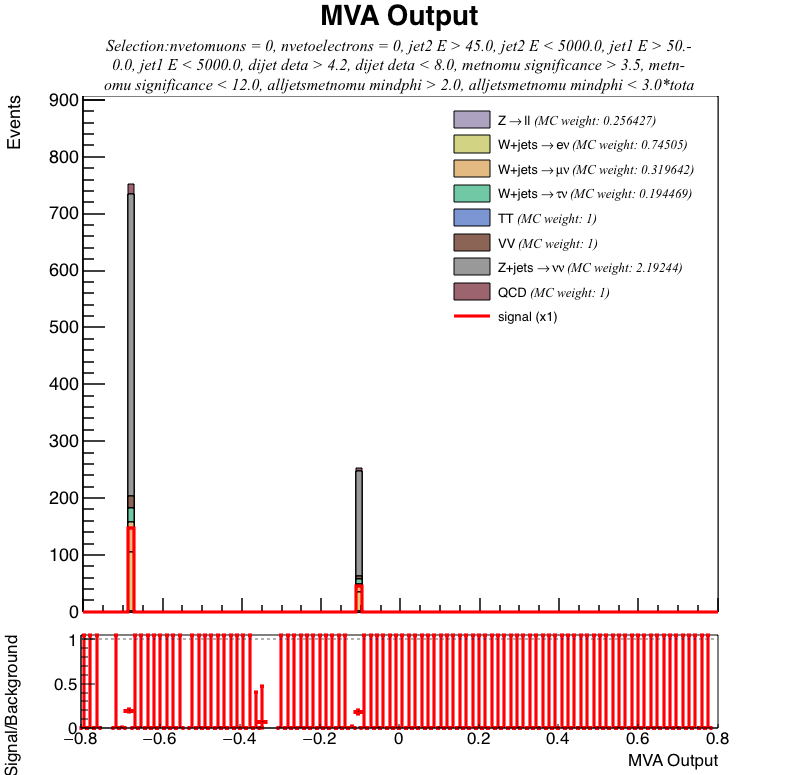 MVA Output
Selection:nvetomuons = 0, nvetoelectrons = 0, jet2 E > 45.0, jet2 E < 5000.0, jet1 E > 50.-
0.0, jet1 E < 5000.0, dijet deta > 4.2, dijet deta < 8.0, metnomu significance > 3.5, metn-
omu significance < 12.0, alljetsmetnomu mindphi > 2.0, alljetsmetnomu mindphi < 3.0*tota
Events
900
800
700
600
500
400
300
200
100
0
Z→ll (MC weight: 0.256427)
W+jets→eν (MC weight: 0.74505)
W+jets→μν (MC weight: 0.319642)
W+jets→τν (MC weight: 0.194469)
TT (MC weight: 1)
VV (MC weight: 1)
Z+jets→νν (MC weight: 2.19244)
QCD (MC weight: 1)
signal (x1)
Signal/Background
1
0.5
0
−0.8 −0.6 −0.4 −0.2 0 0.2 0.4 0.6 0.8
MVA Output